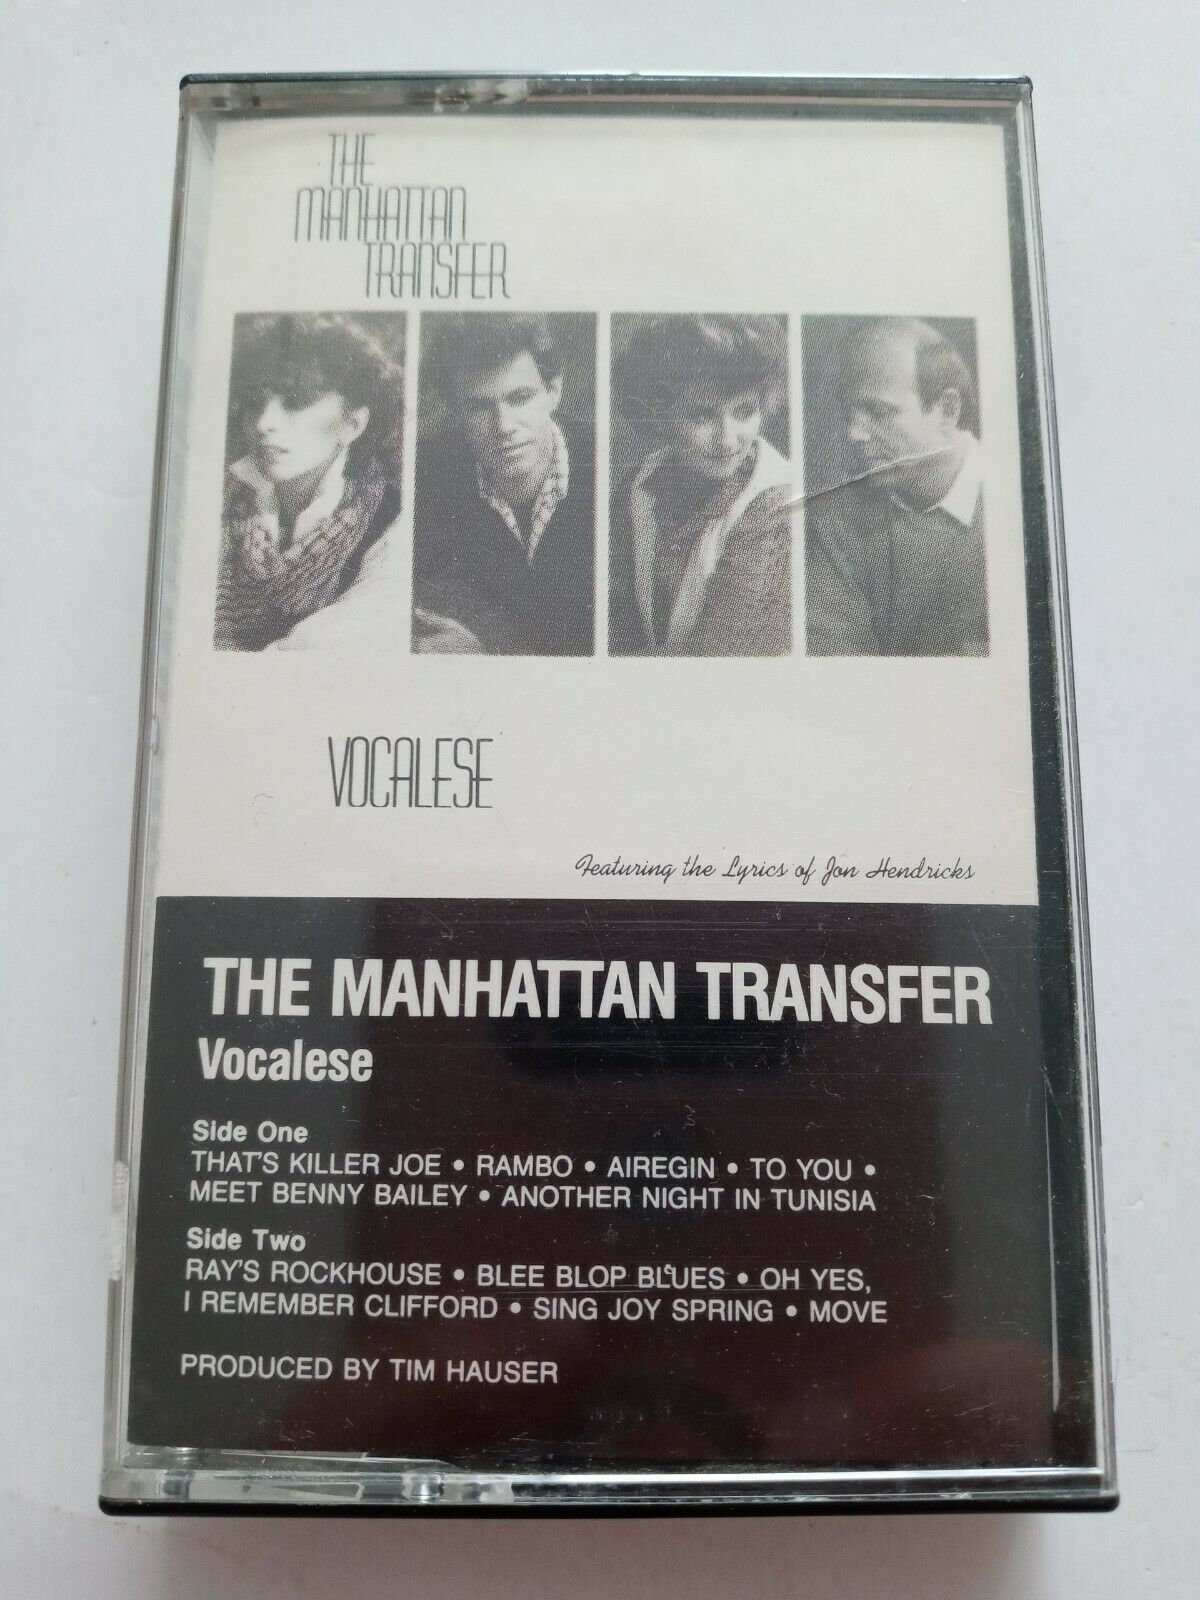 THE
MANHATTAN
TRANSFER
VOCALESE
Featuring the Lyrics of Jon Hendricks
THE MANHATTAN TRANSFER
Vocalese
Side One
THAT'S KILLER JOE • RAMBO • AIREGIN • TO YOU •
MEET BENNY BAILEY • ANOTHER NIGHT IN TUNISIA
Side Two
RAY'S ROCKHOUSE • BLEE BLOP BLUES • OH YES,
I REMEMBER CLIFFORD • SING JOY SPRING • MOVE
PRODUCED BY TIM HAUSER